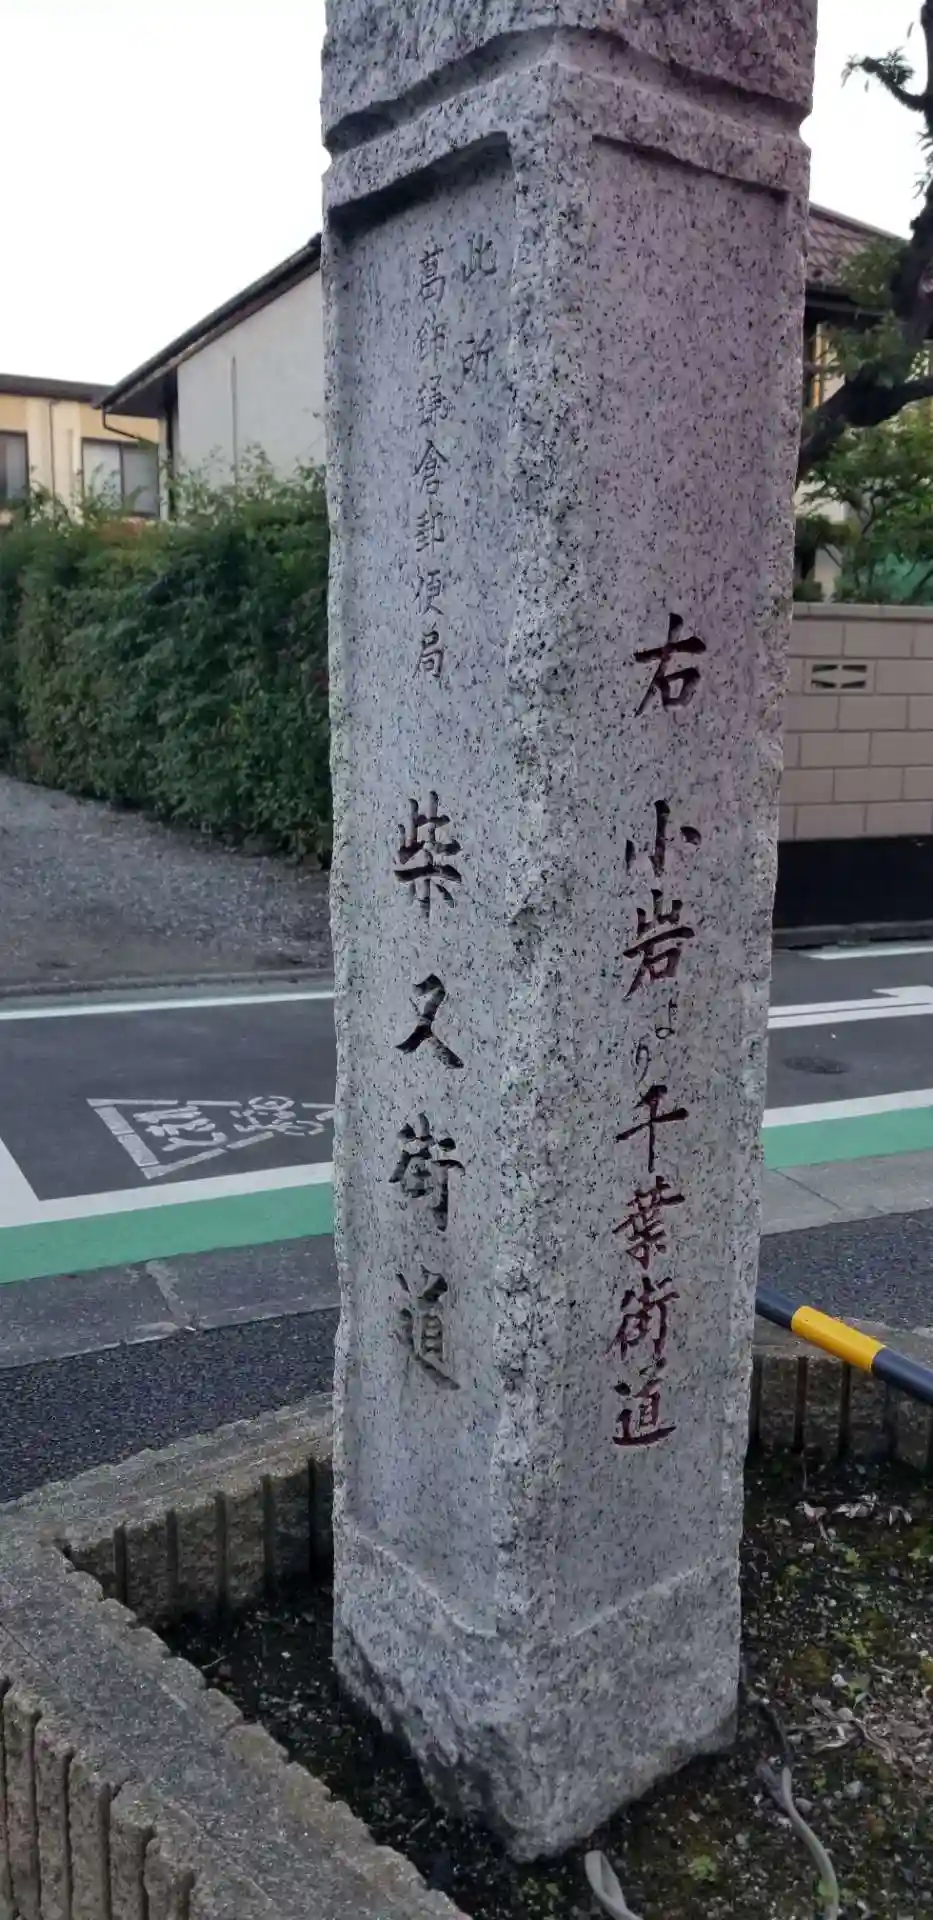 右 小岩より千葉街道
此所
葛飾鎌倉郵便局
柴又街道